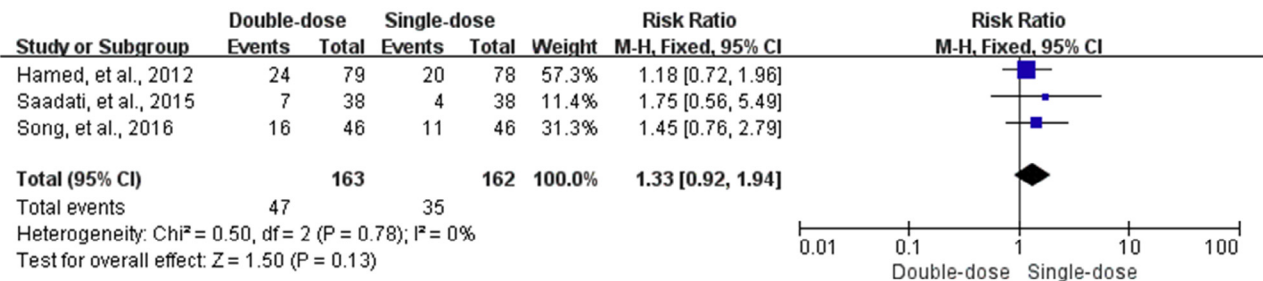 Double-dose Single-dose Risk Ratio Risk Ratio
Study or Subgroup Events Total Events Total Weight M-H, Fixed, 95% CI M-H, Fixed, 95% CI
Hamed, et al., 2012 24 79 20 78 57.3% 1.18 [0.72, 1.96]
Saadati, et al., 2015 7 38 4 38 11.4% 1.75 [0.56, 5.49]
Song, et al., 2016 16 46 11 46 31.3% 1.45 [0.76, 2.79]
Total (95% CI) 163 162 100.0% 1.33 [0.92, 1.94]
Total events 47 35
Heterogeneity: Chi² = 0.50, df = 2 (P = 0.78); I² = 0%
Test for overall effect: Z = 1.50 (P = 0.13)
0.01 0.1 1 10 100
Double-dose Single-dose